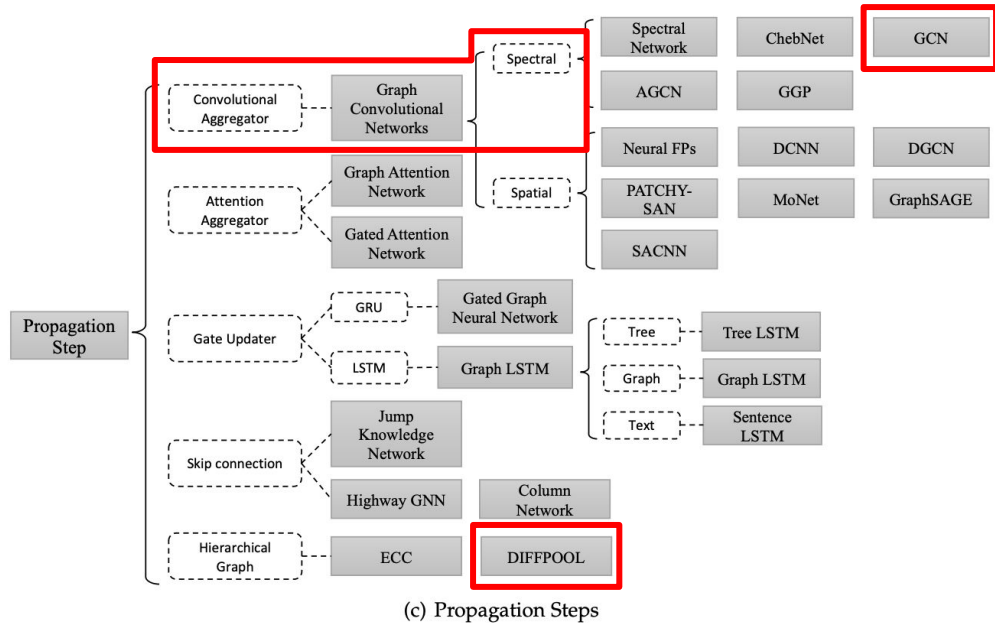 Propagation
Step
Convolutional
Aggregator
Graph
Convolutional
Networks
Spectral
Spectral
Network
ChebNet
GCN
AGCN
GGP
Spatial
Neural FPs
DCNN
DGCN
PATCHY-
SAN
MoNet
GraphSAGE
SACNN
Attention
Aggregator
Graph Attention
Network
Gated Attention
Network
Gate Updater
GRU
Gated Graph
Neural Network
LSTM
Graph LSTM
Tree
Tree LSTM
Graph
Graph LSTM
Text
Sentence
LSTM
Skip connection
Jump
Knowledge
Network
Highway GNN
Column
Network
Hierarchical
Graph
ECC
DIFFPOOL
(c) Propagation Steps